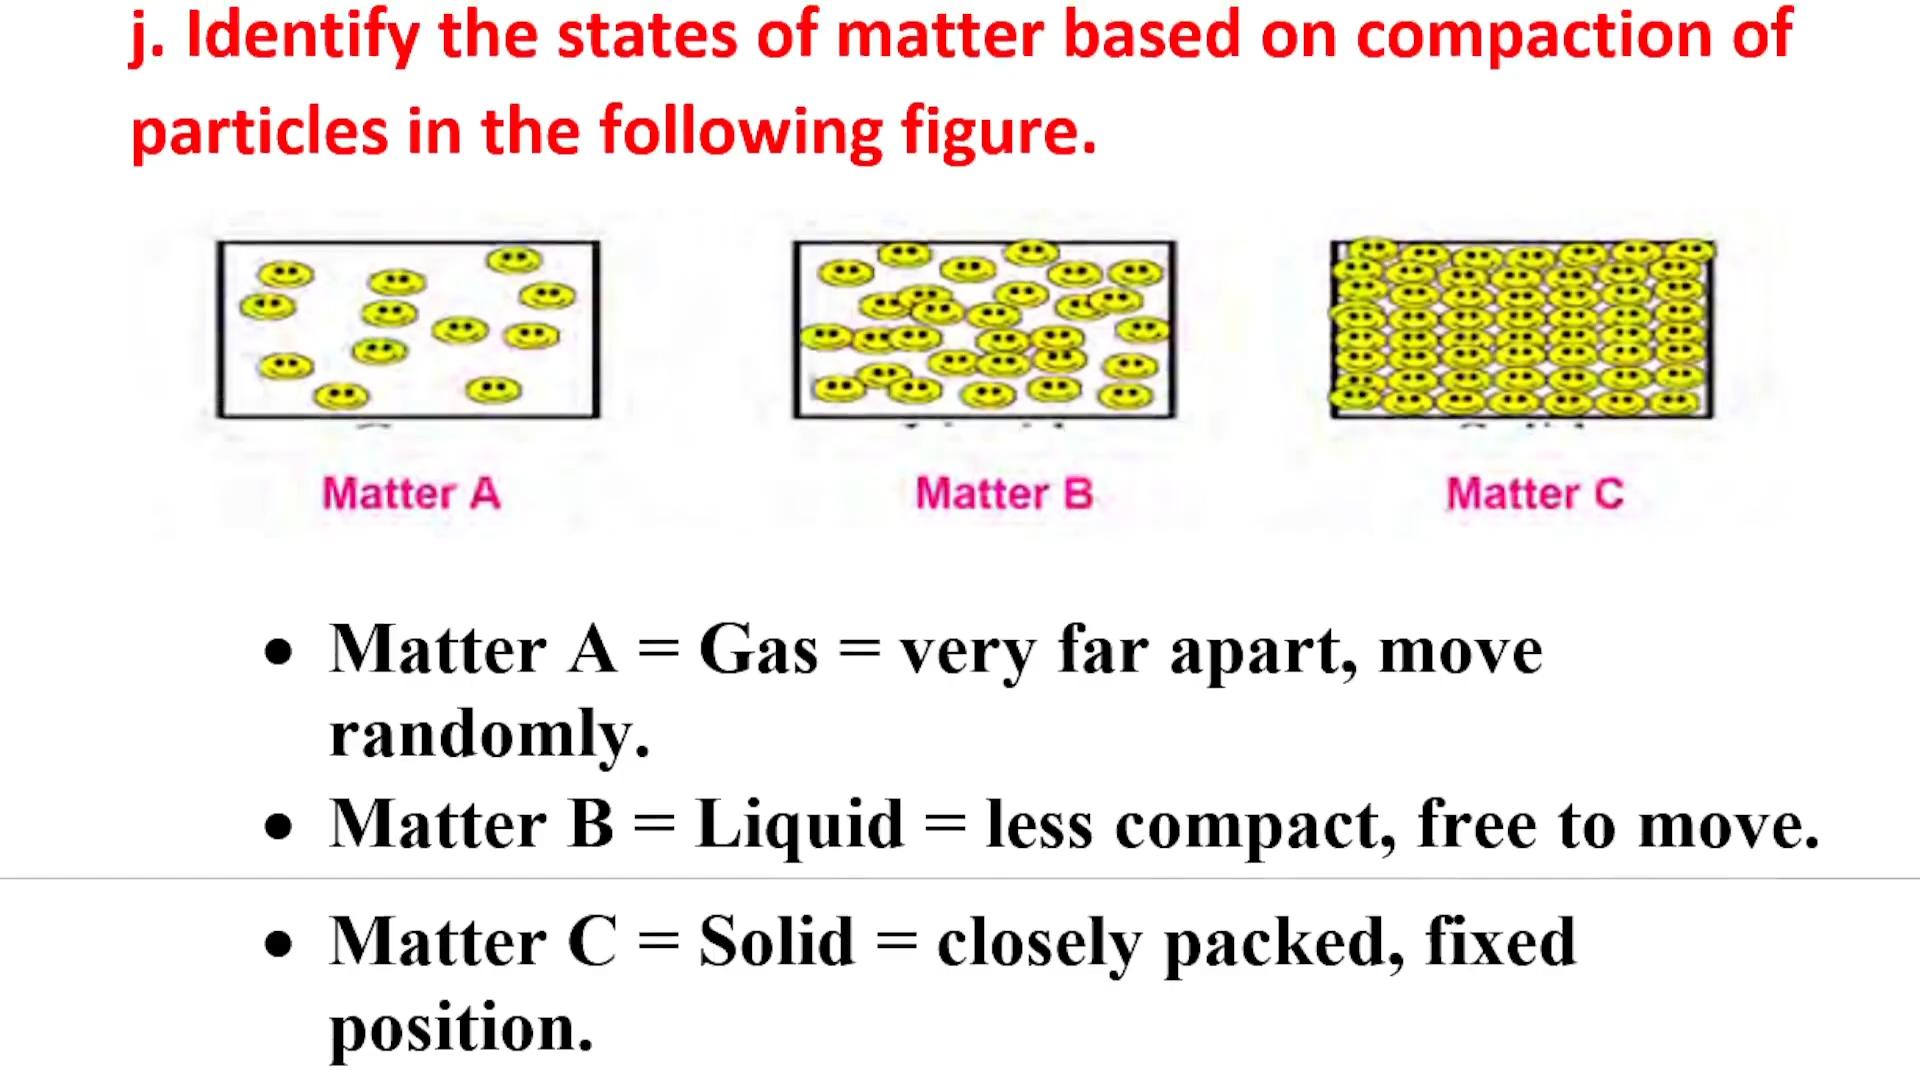 j. Identify the states of matter based on compaction of
particles in the following figure.
Matter A
Matter B
Matter C
• Matter A = Gas = very far apart, move
randomly.
• Matter B = Liquid = less compact, free to move.
• Matter C = Solid = closely packed, fixed
position.